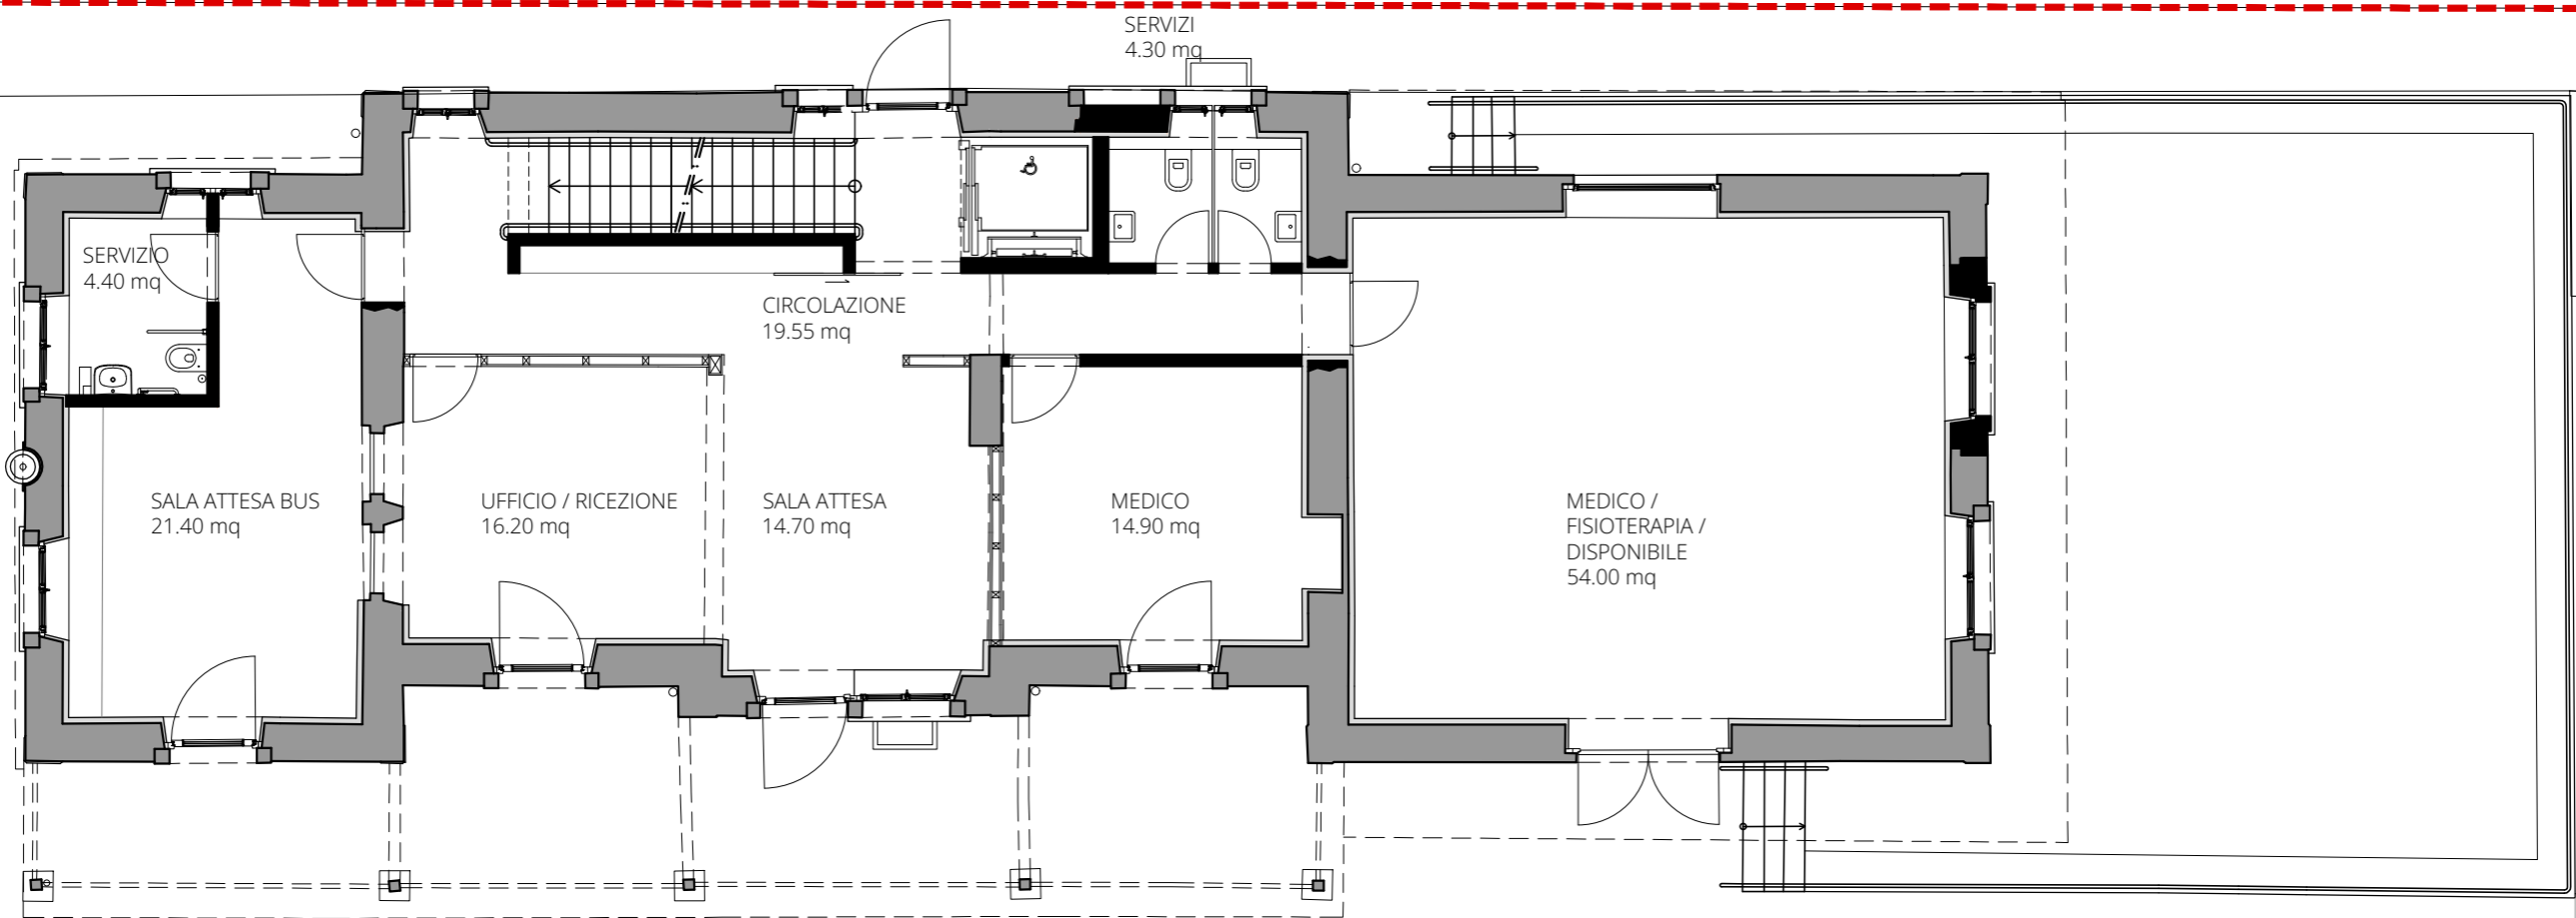 SERVIZI
4.30 mq
SERVIZIO
4.40 mq
CIRCOLAZIONE
19.55 mq
SALA ATTESA BUS
21.40 mq
UFFICIO / RICEZIONE
16.20 mq
SALA ATTESA
14.70 mq
MEDICO
14.90 mq
MEDICO /
FISIOTERAPIA /
DISPONIBILE
54.00 mq